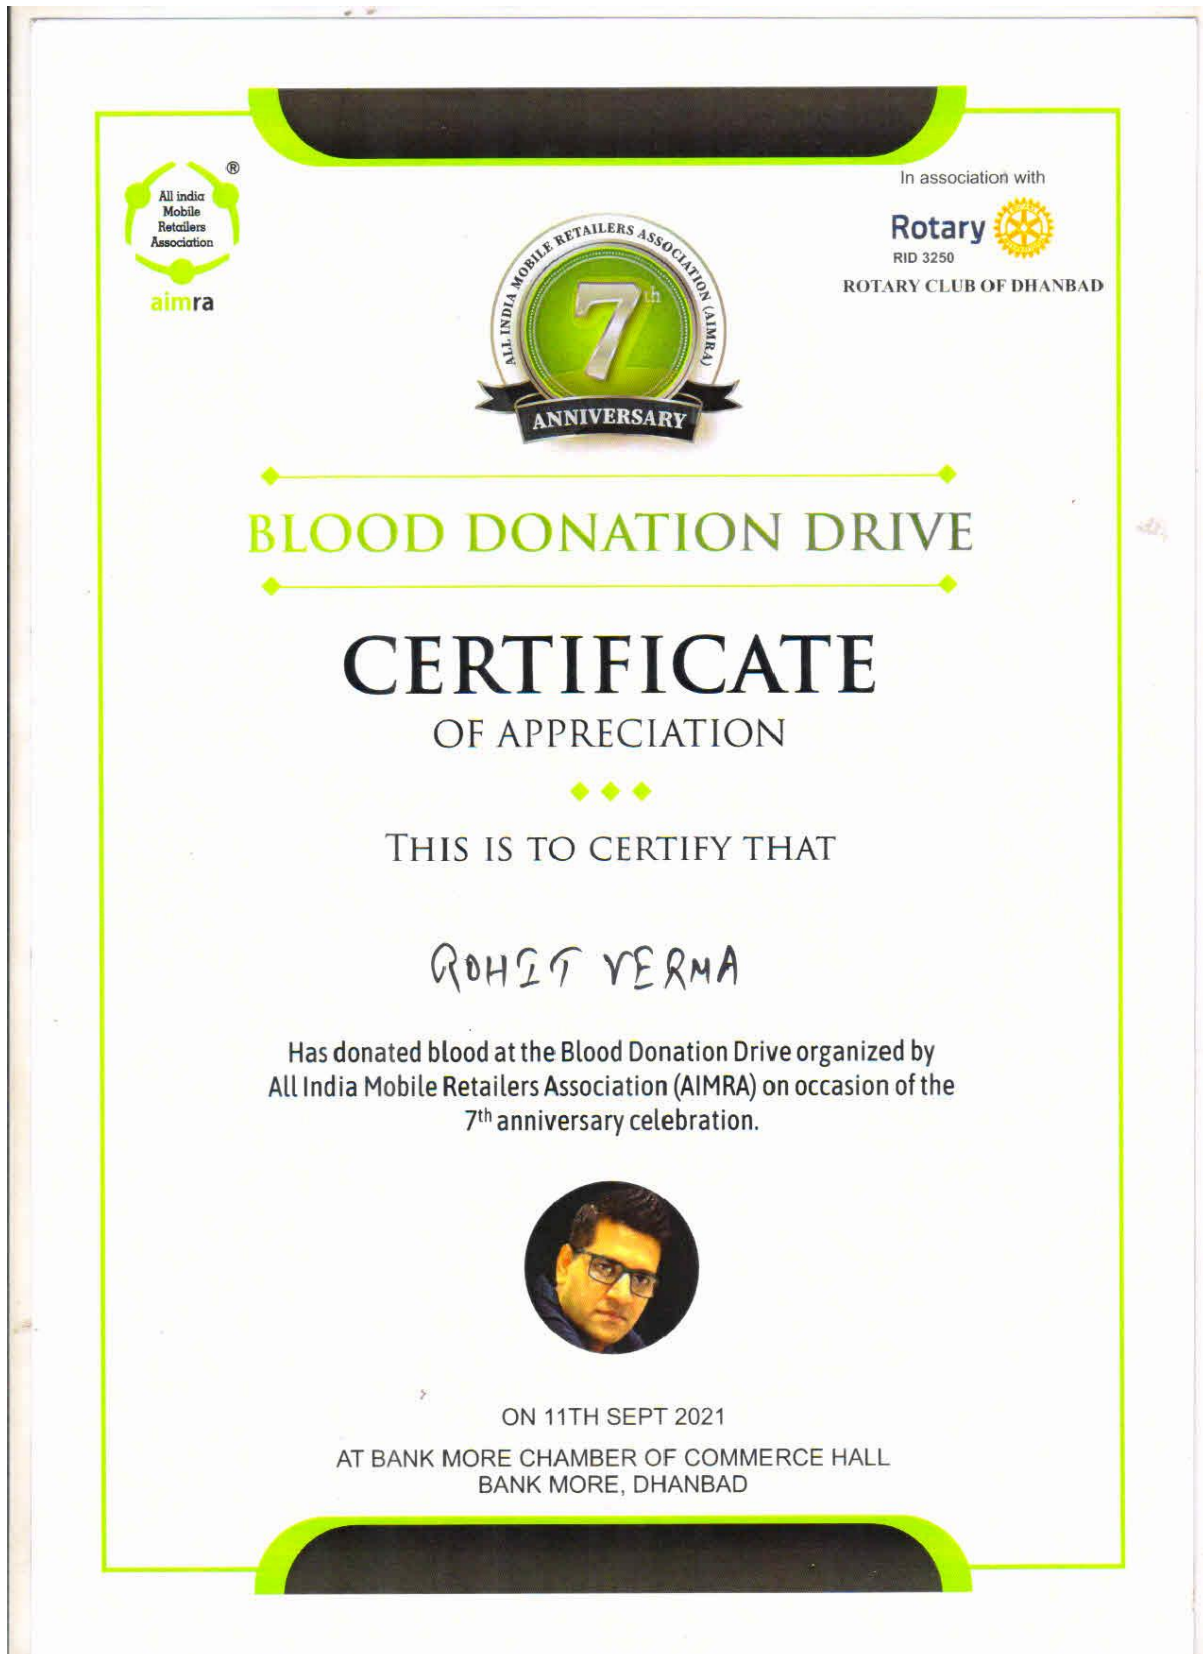 All india
Mobile
Retailers
Association
®
aimra
In association with
Rotary
RID 3250
ROTARY CLUB OF DHANBAD
ALL INDIA MOBILE RETAILERS ASSOCIATION (AIMRA)
7th
ANNIVERSARY
BLOOD DONATION DRIVE
CERTIFICATE
OF APPRECIATION
THIS IS TO CERTIFY THAT
ROHIT VERMA
Has donated blood at the Blood Donation Drive organized by
All India Mobile Retailers Association (AIMRA) on occasion of the
7th anniversary celebration.
ON 11TH SEPT 2021
AT BANK MORE CHAMBER OF COMMERCE HALL
BANK MORE, DHANBAD